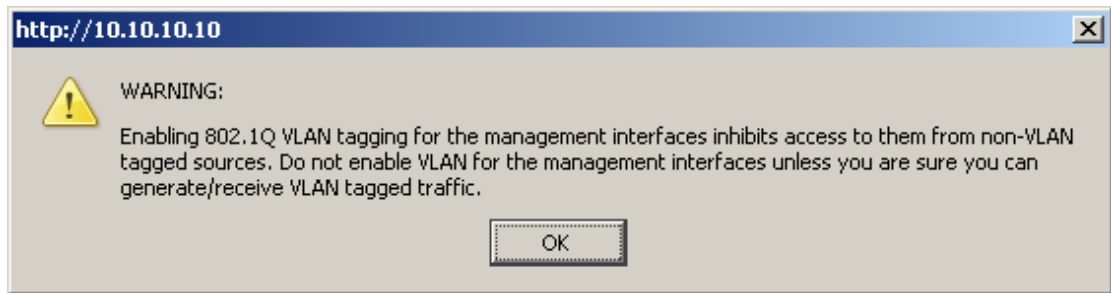 http://10.10.10.10
WARNING:
Enabling 802.1Q VLAN tagging for the management interfaces inhibits access to them from non-VLAN
tagged sources. Do not enable VLAN for the management interfaces unless you are sure you can
generate/receive VLAN tagged traffic.
OK